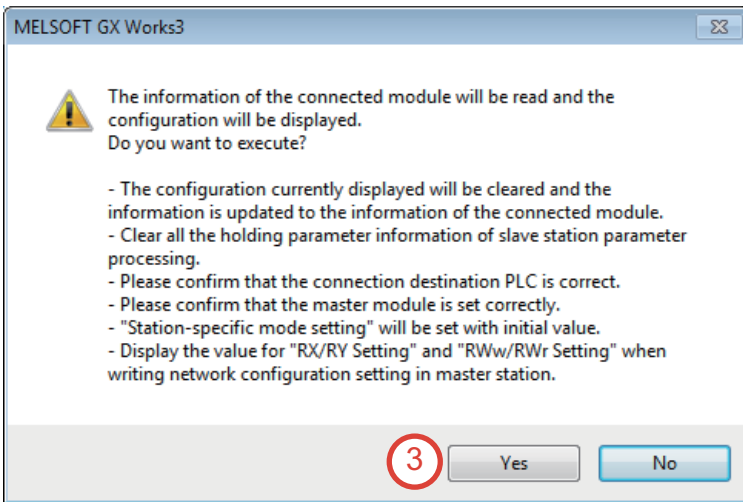 MELSOFT GX Works3
The information of the connected module will be read and the
configuration will be displayed.
Do you want to execute?
- The configuration currently displayed will be cleared and the
information is updated to the information of the connected module.
- Clear all the holding parameter information of slave station parameter
processing.
- Please confirm that the connection destination PLC is correct.
- Please confirm that the master module is set correctly.
- "Station-specific mode setting" will be set with initial value.
- Display the value for "RX/RY Setting" and "RWw/RWr Setting" when
writing network configuration setting in master station.
3 Yes No